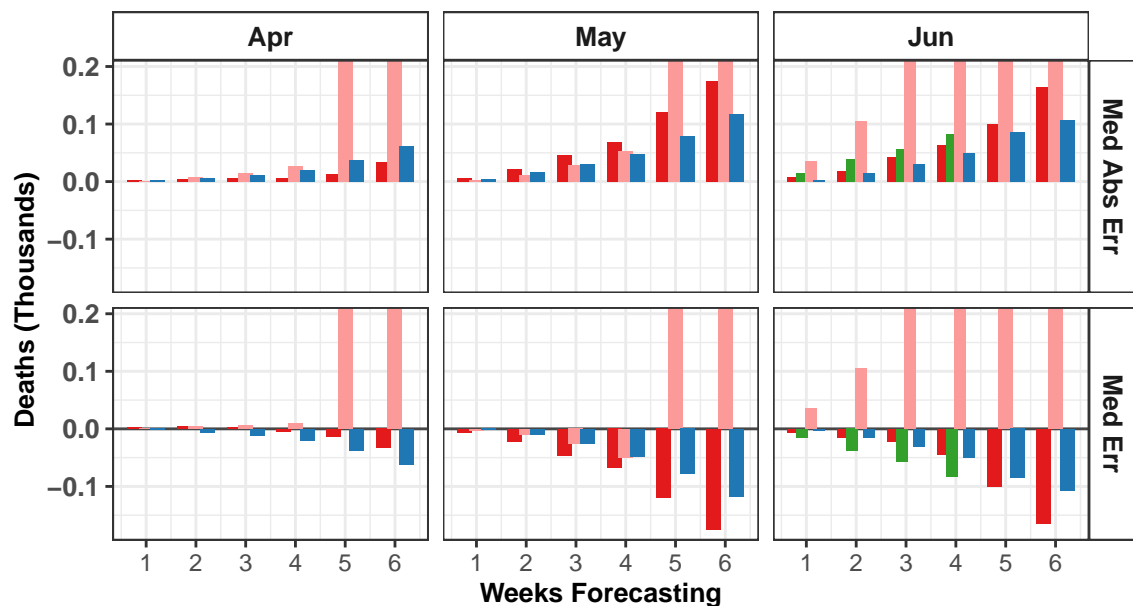 Apr May Jun
0.2
0.1
0.0
−0.1
Med Abs Err
0.2
0.1
0.0
−0.1
Med Err
Deaths (Thousands)
1 2 3 4 5 6 1 2 3 4 5 6 1 2 3 4 5 6
Weeks Forecasting